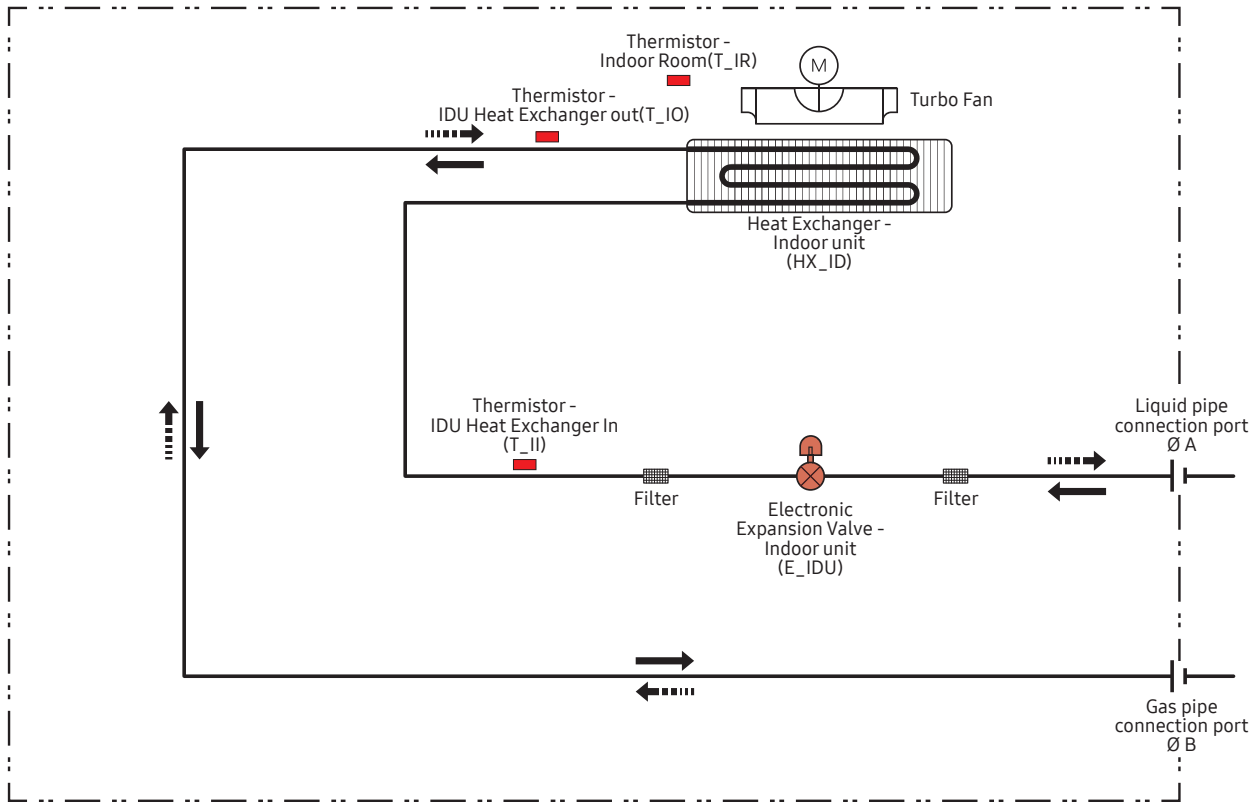 Thermistor -
Indoor Room(T_IR)
M
Thermistor -
IDU Heat Exchanger out(T_IO)
Turbo Fan
Heat Exchanger -
Indoor unit
(HX_ID)
Thermistor -
IDU Heat Exchanger In
(T_II)
Liquid pipe
connection port
Ø A
Filter
Filter
Electronic
Expansion Valve -
Indoor unit
(E_IDU)
Gas pipe
connection port
Ø B